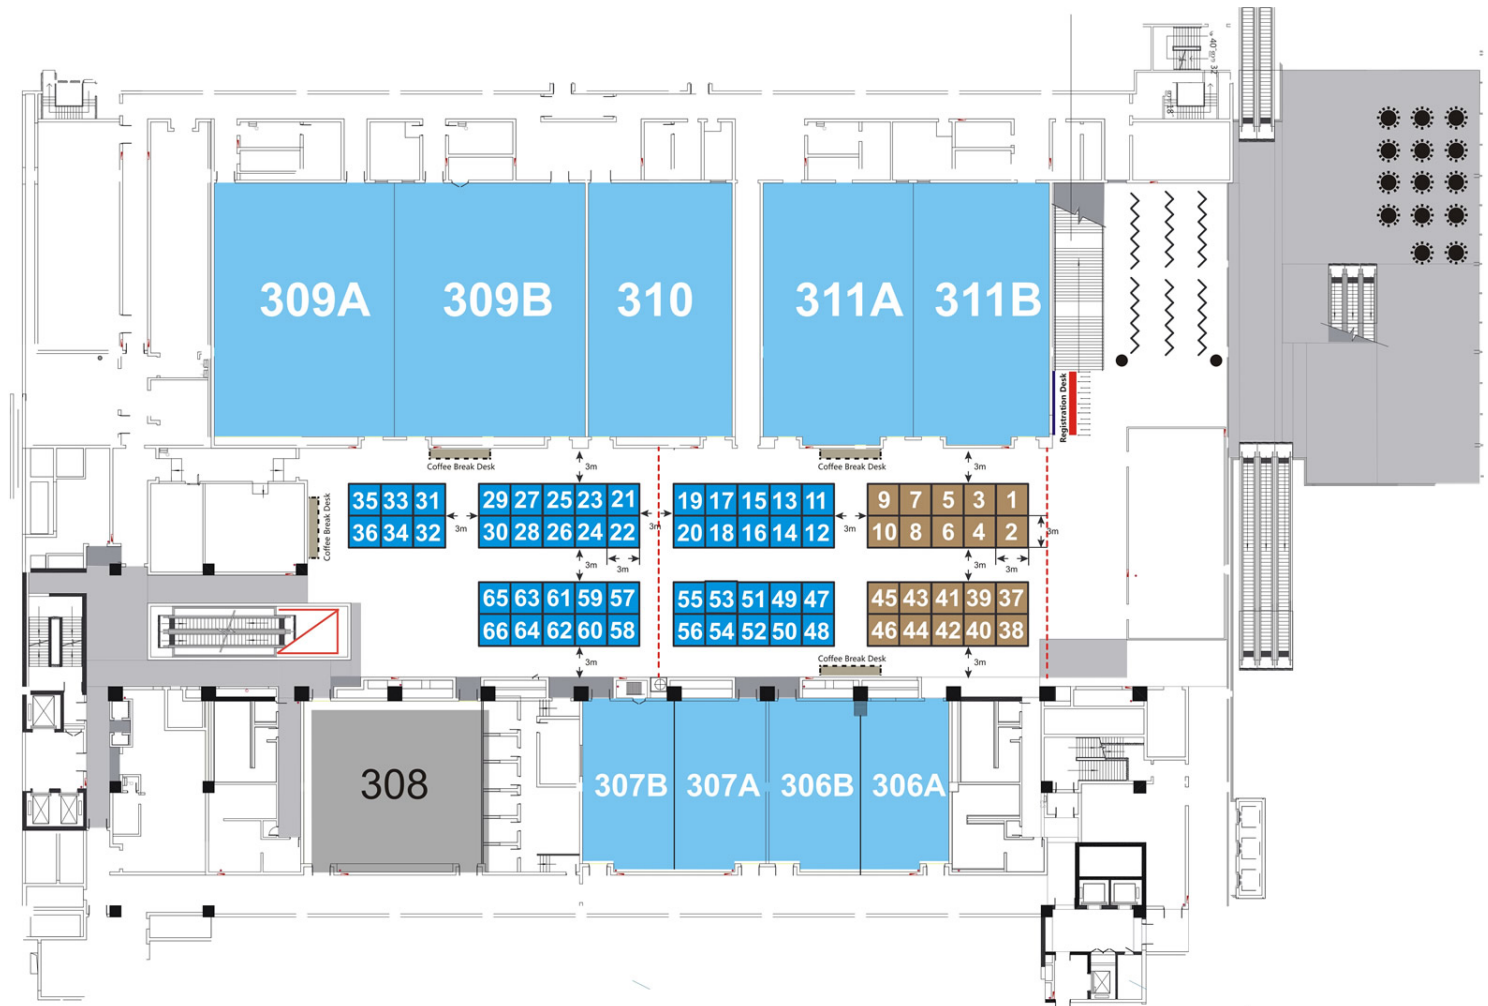 309A 309B 310 311A 311B
Registration Desk
Coffee Break Desk
Coffee Break Desk
3m 3m
Coffee Break Desk
35 33 31 29 27 25 23 21 19 17 15 13 11 9 7 5 3 1
3m 3m 3m 3m
36 34 32 30 28 26 24 22 20 18 16 14 12 10 8 6 4 2
3m 3m 3m 3m
65 63 61 59 57 55 53 51 49 47 45 43 41 39 37
66 64 62 60 58 56 54 52 50 48 46 44 42 40 38
3m 3m
Coffee Break Desk
308 307B 307A 306B 306A